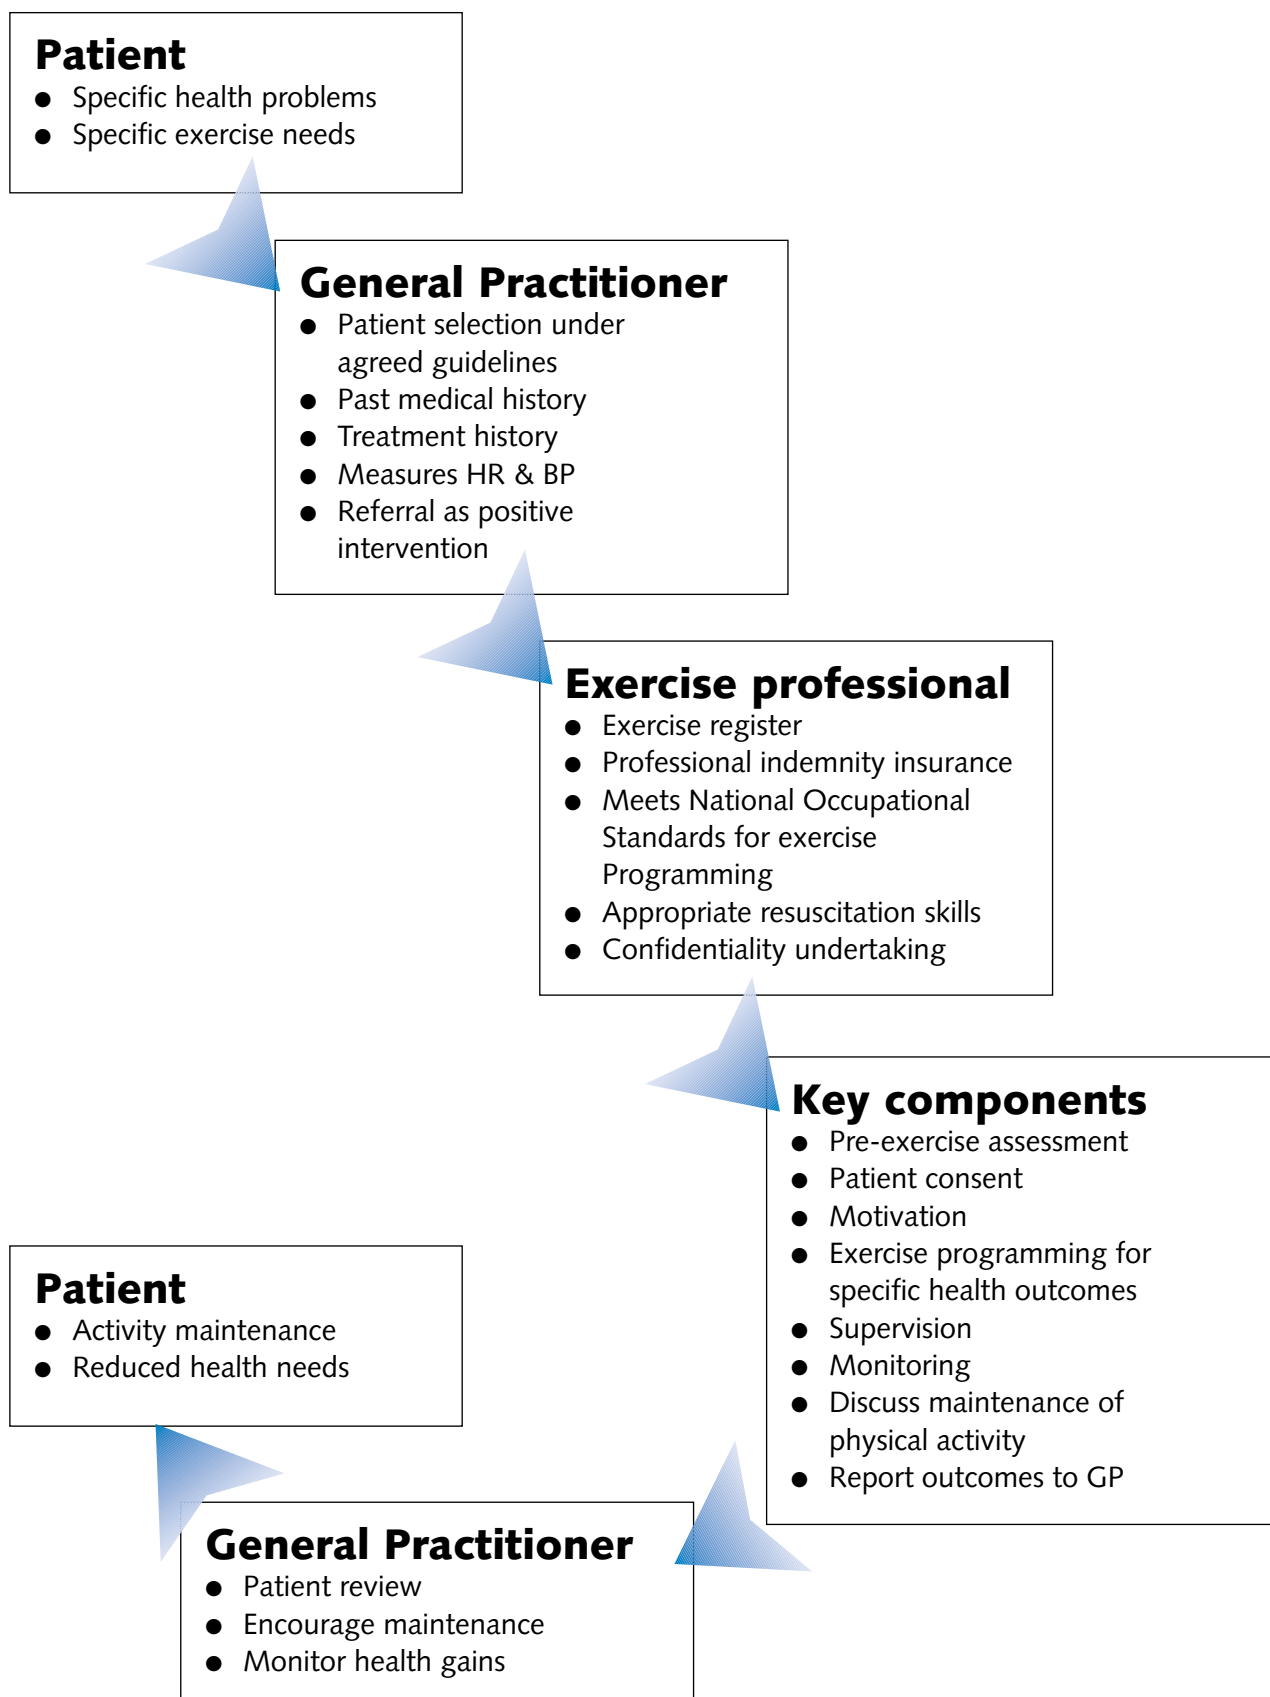 Patient
● Specific health problems
● Specific exercise needs
General Practitioner
● Patient selection under
agreed guidelines
● Past medical history
● Treatment history
● Measures HR & BP
● Referral as positive
intervention
Exercise professional
● Exercise register
● Professional indemnity insurance
● Meets National Occupational
Standards for exercise
Programming
● Appropriate resuscitation skills
● Confidentiality undertaking
Key components
● Pre-exercise assessment
● Patient consent
● Motivation
● Exercise programming for
specific health outcomes
● Supervision
● Monitoring
● Discuss maintenance of
physical activity
● Report outcomes to GP
General Practitioner
● Patient review
● Encourage maintenance
● Monitor health gains
Patient
● Activity maintenance
● Reduced health needs